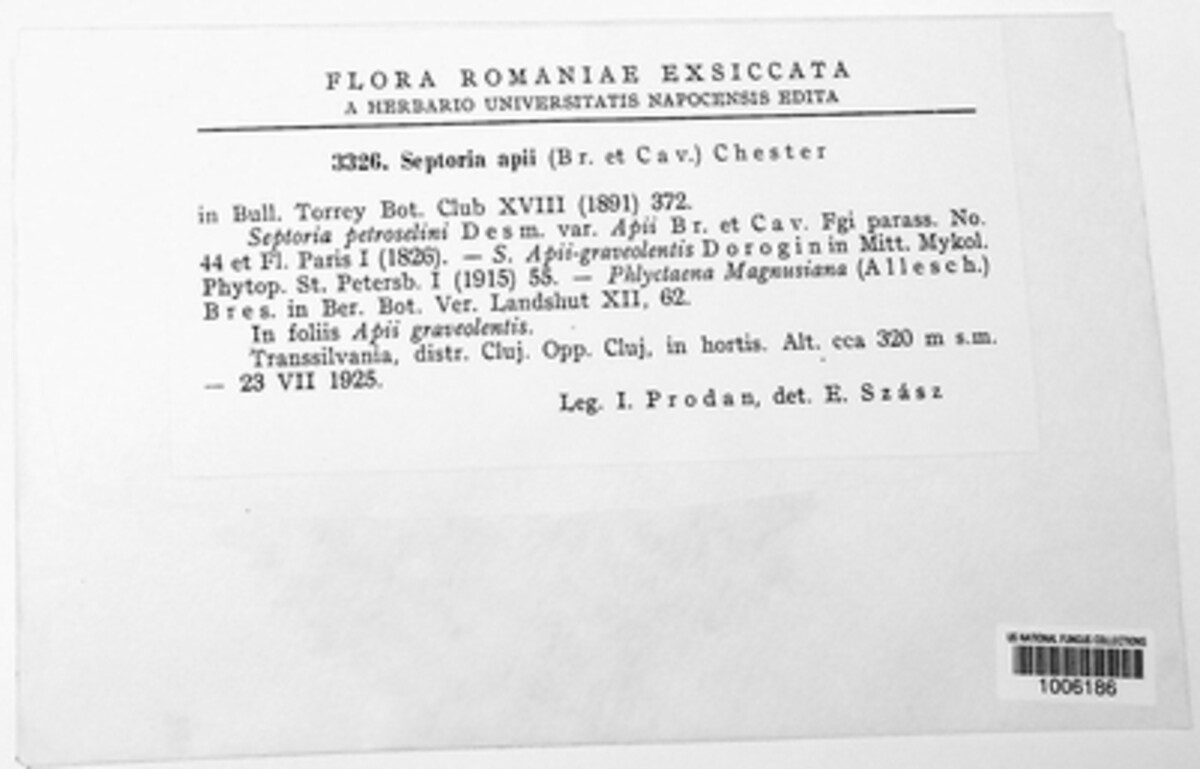 FLORA ROMANIAE EXSICCATA
A HERBARIO UNIVERSITATIS NAPOCENSIS EDITA
3326. Septoria apii (Br. et Cav.) Chester
in Bull. Torrey Bot. Club XVIII (1891) 372.
Septoria petroselini Desm. var. Apii Br. et Cav. Fgi parass. No.
44 et Fl. Paris I (1826). — S. Apii-graveolentis Dorogin in Mitt. Mykol.
Phytop. St. Petersb. I (1915) 55. — Phlyctaena Magnusiana (Allesch.)
Bres. in Ber. Bot. Ver. Landshut XII, 62.
In foliis Apii graveolentis.
Transsilvania, distr. Cluj. Opp. Cluj, in hortis. Alt. cca 320 m s.m.
— 23 VII 1925.
Leg. I. Prodan, det. E. Szász
US NATIONAL FUNGUS COLLECTIONS
1006186